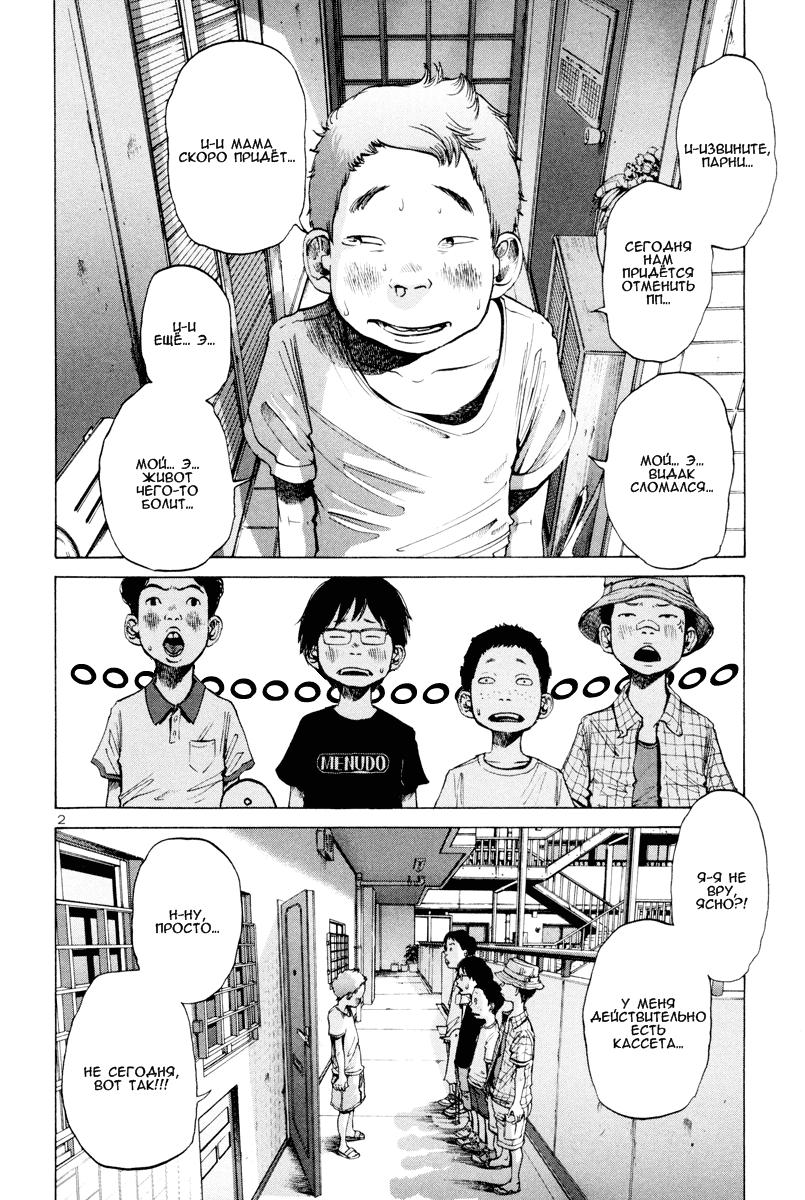 И-ИЗВИНИТЕ,
ПАРНИ...
СЕГОДНЯ
НАМ
ПРИДЁТСЯ
ОТМЕНИТЬ
ПП...
МОЙ... Э...
ВИДАК
СЛОМАЛСЯ...
И-И МАМА
СКОРО ПРИДЁТ...
И-И
ЕЩЁ... Э...
МОЙ... Э...
ЖИВОТ
ЧЕГО-ТО
БОЛИТ...
MENUDO
2
Я-Я НЕ
ВРУ,
ЯСНО?!
У МЕНЯ
ДЕЙСТВИТЕЛЬНО
ЕСТЬ
КАССЕТА...
Н-НУ,
ПРОСТО...
НЕ СЕГОДНЯ,
ВОТ ТАК!!!